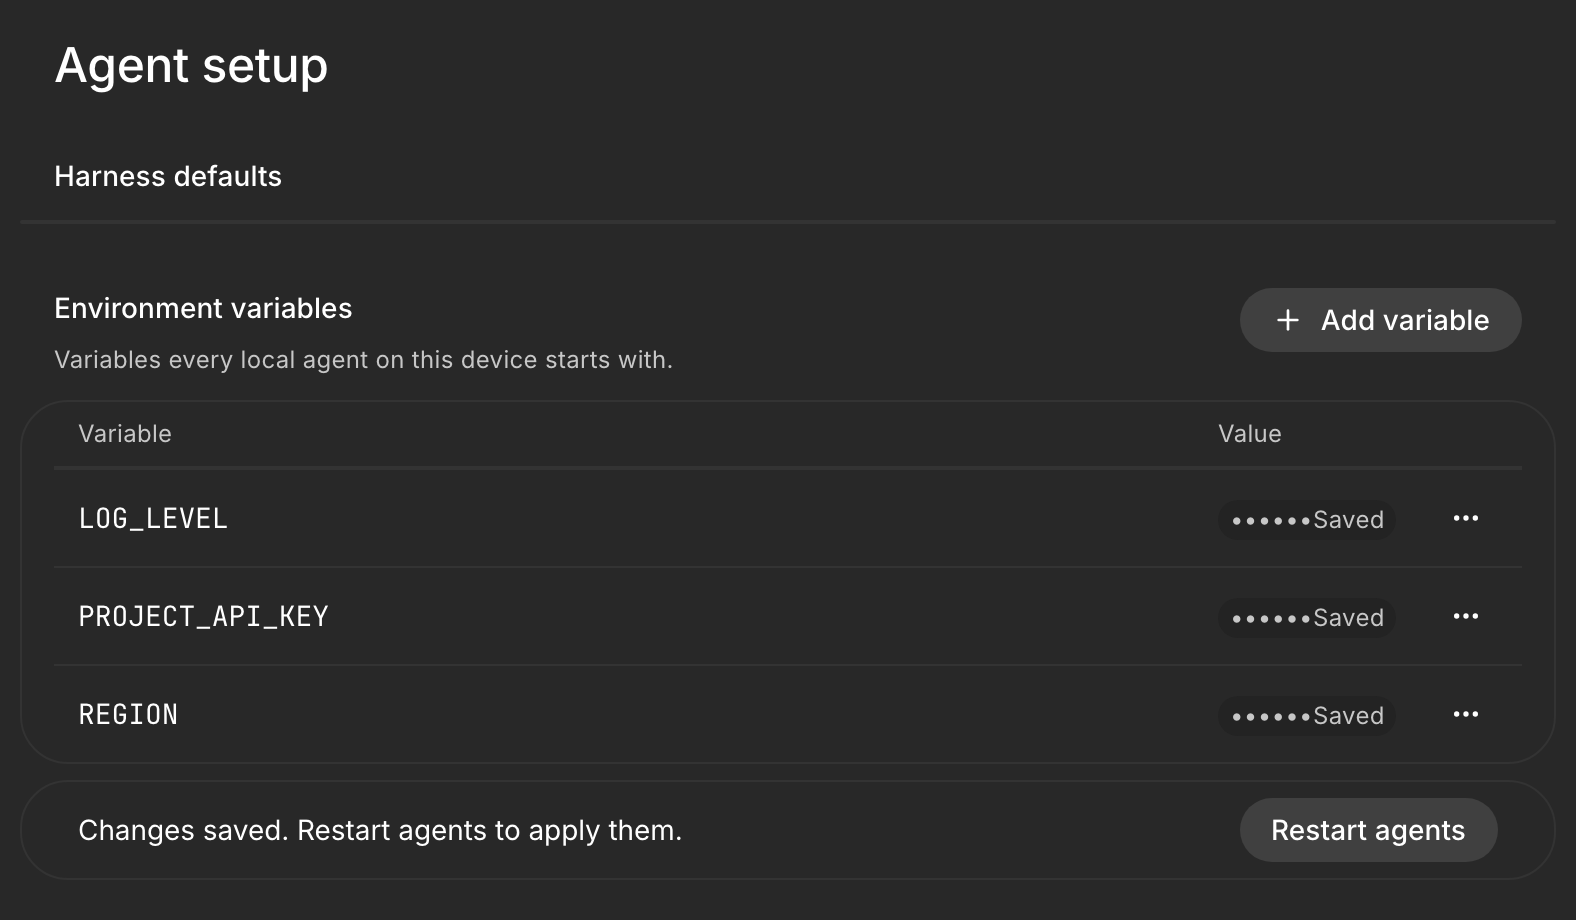 Agent setup
Harness defaults
Environment variables
+ Add variable
Variables every local agent on this device starts with.
Variable Value
LOG_LEVEL ••••••Saved •••
PROJECT_API_KEY ••••••Saved •••
REGION ••••••Saved •••
Changes saved. Restart agents to apply them. Restart agents